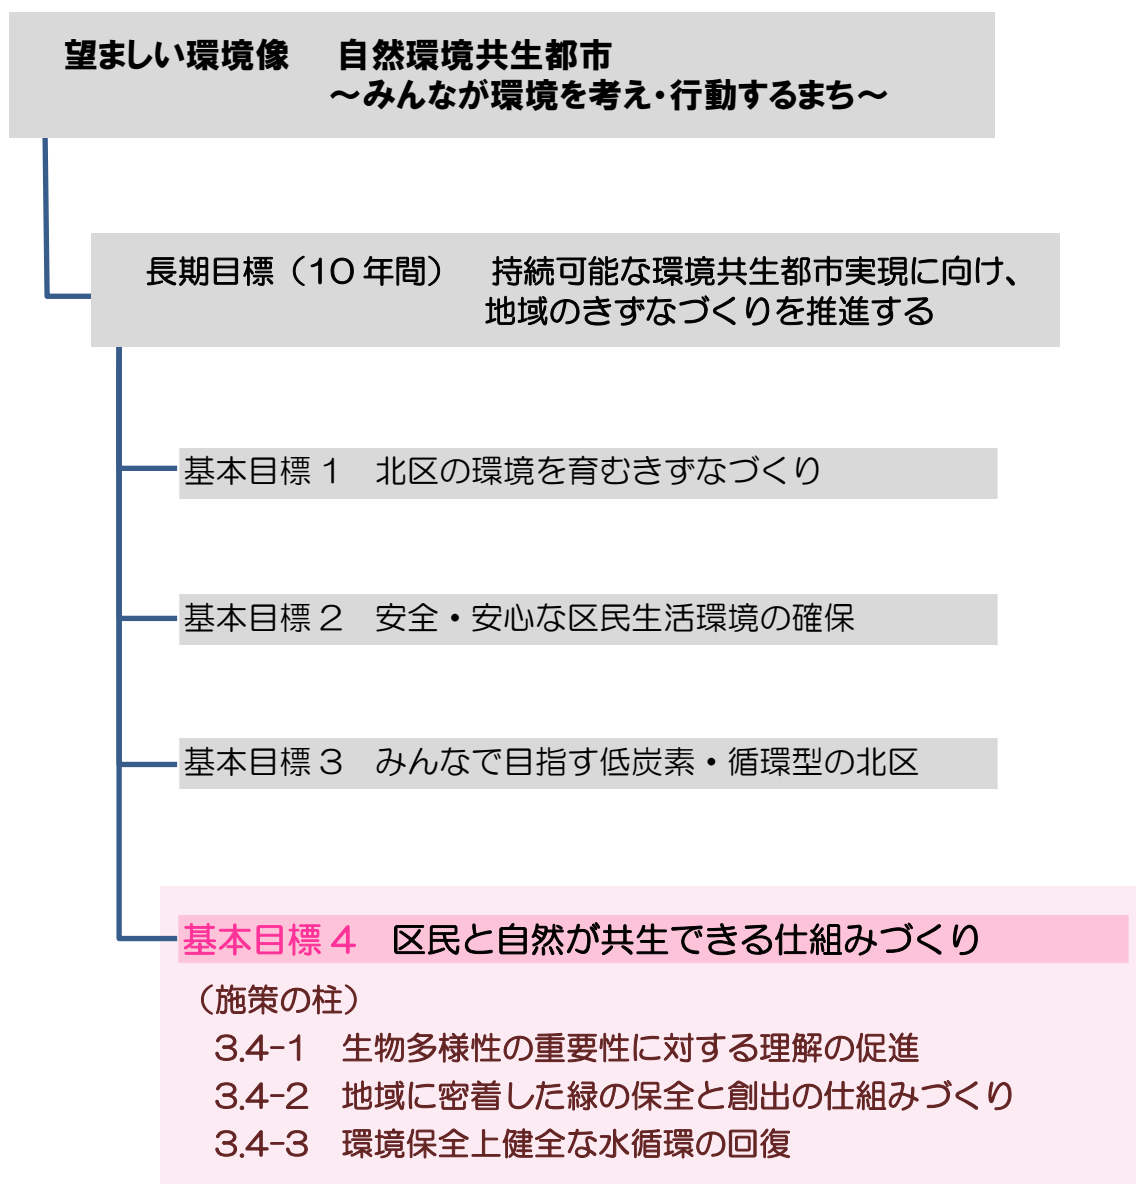 望ましい環境像　自然環境共生都市
～みんなが環境を考え・行動するまち～
長期目標（10 年間）　持続可能な環境共生都市実現に向け、
地域のきずなづくりを推進する
基本目標 1　北区の環境を育むきずなづくり
基本目標 2　安全・安心な区民生活環境の確保
基本目標 3　みんなで目指す低炭素・循環型の北区
基本目標 4　区民と自然が共生できる仕組みづくり
（施策の柱）
3.4-1　生物多様性の重要性に対する理解の促進
3.4-2　地域に密着した緑の保全と創出の仕組みづくり
3.4-3　環境保全上健全な水循環の回復